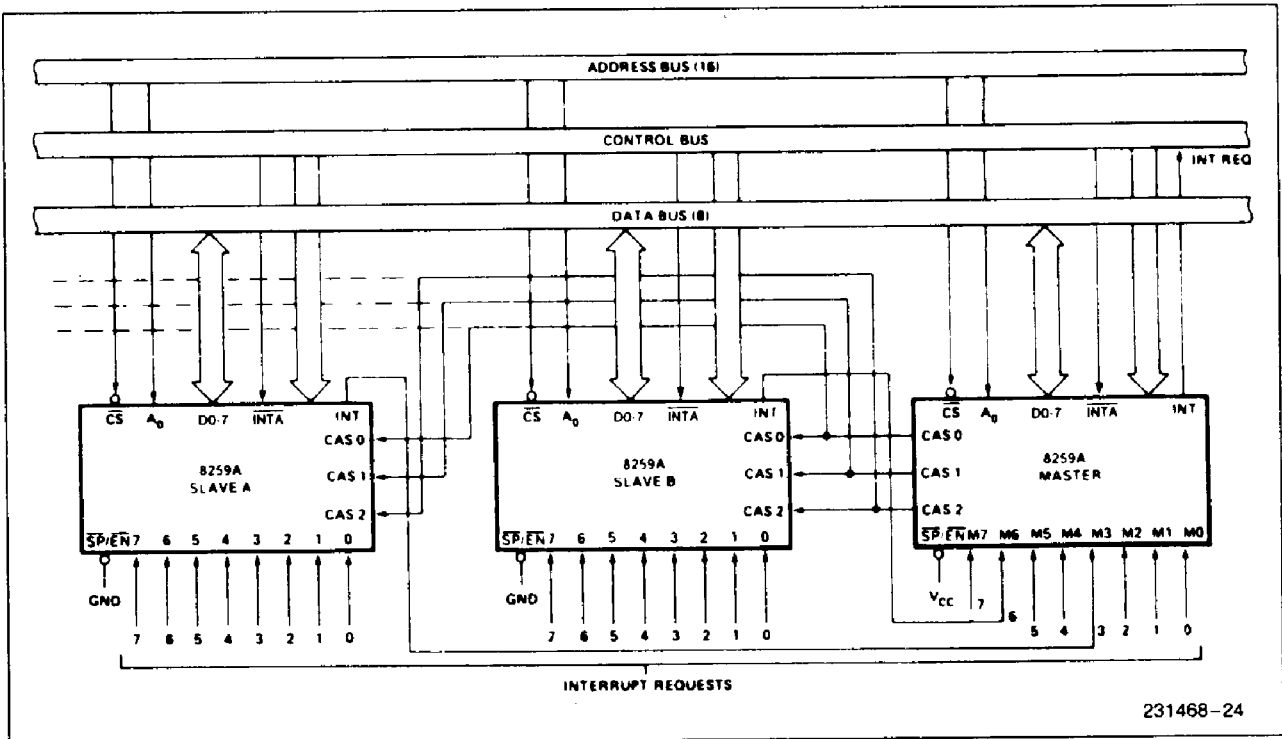 ADDRESS BUS (16)
CONTROL BUS
INT REQ
DATA BUS (8)
CS A0 D0-7 INTA INT
CAS 0
8259A
SLAVE A
CAS 1
CAS 2
SP/EN 7 6 5 4 3 2 1 0
GND
7 6 5 4 3 2 1 0
CS A0 D0-7 INTA INT
CAS 0
8259A
SLAVE B
CAS 1
CAS 2
SP/EN 7 6 5 4 3 2 1 0
GND
7 6 5 4 3 2 1 0
CS A0 D0-7 INTA INT
CAS 0
8259A
MASTER
CAS 1
CAS 2
SP/EN M7 M6 M5 M4 M3 M2 M1 M0
VCC
7 6 5 4 3 2 1 0
INTERRUPT REQUESTS
231468-24